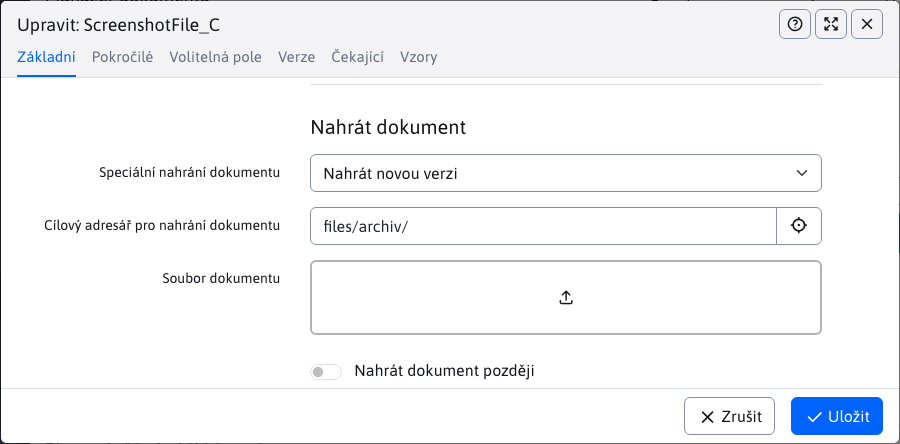 Upravit: ScreenshotFile_C
Základní Pokročilé Volitelná pole Verze Čekající Vzory
Nahrát dokument
Speciální nahrání dokumentu Nahrát novou verzi
Cílový adresář pro nahrání dokumentu files/archiv/
Soubor dokumentu
Nahrát dokument později
Zrušit Uložit